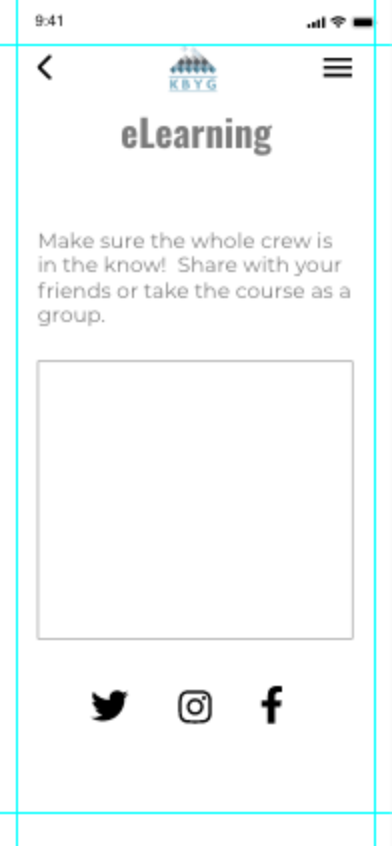 9:41
KBYG
eLearning
Make sure the whole crew is
in the know!  Share with your
friends or take the course as a
group.